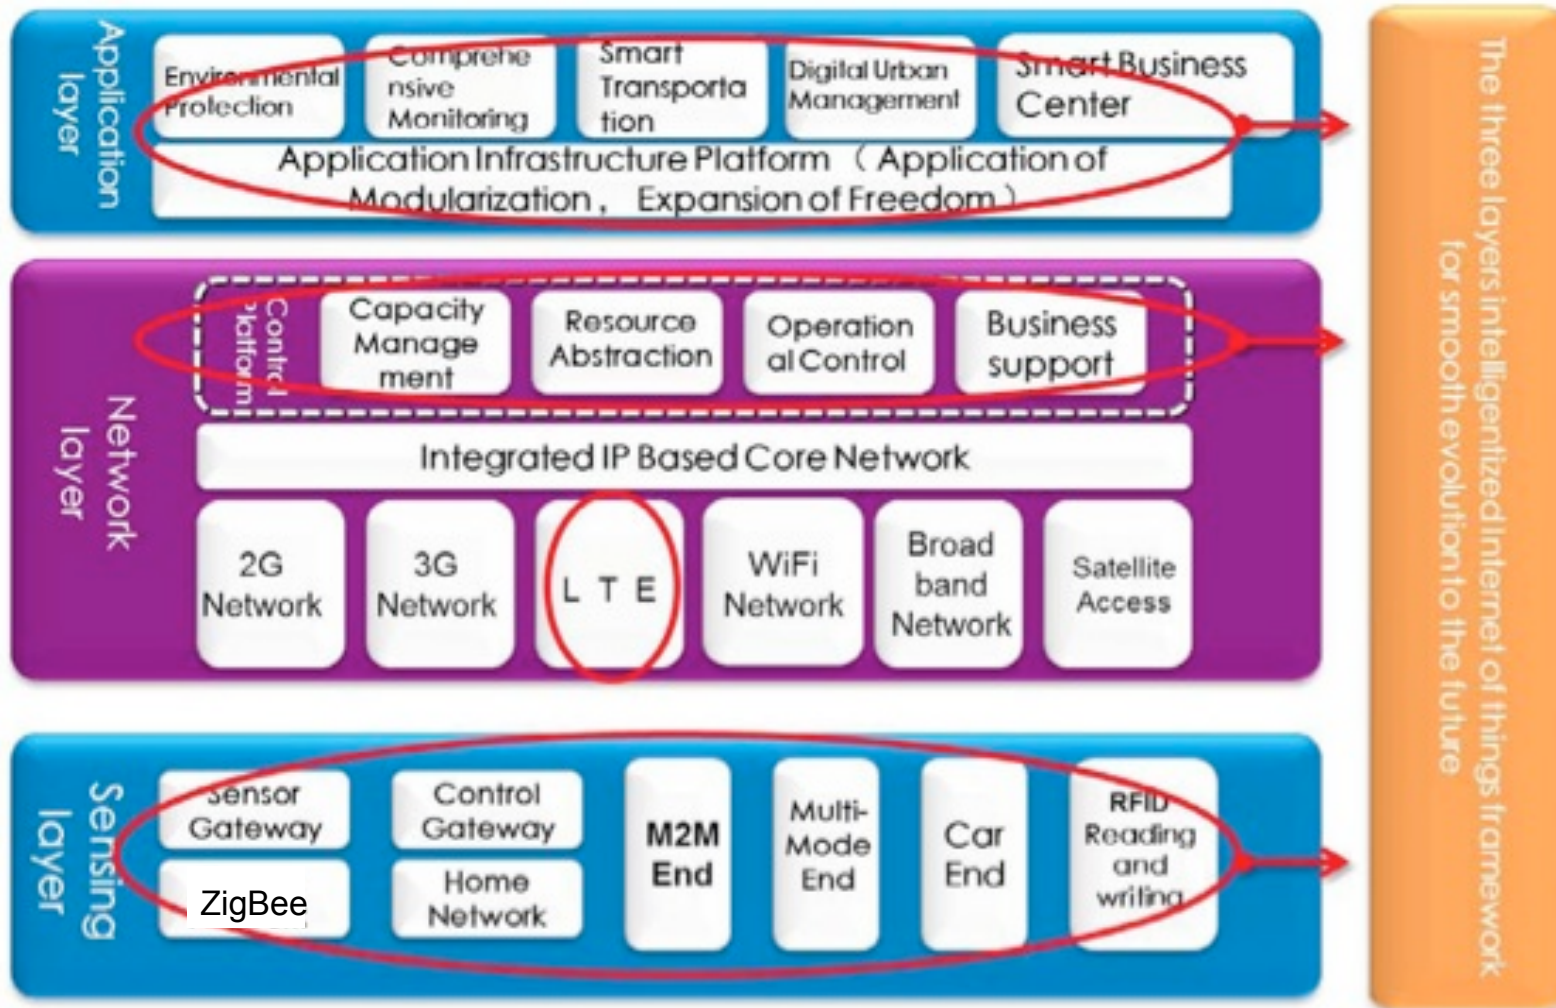 Application
layer
Environmental
Protection
Comprehe
nsive
Monitoring
Smart
Transporta
tion
Digital Urban
Management
Smart Business
Center
Application Infrastructure Platform（Application of
Modularization， Expansion of Freedom）
Network
layer
Control
Platform
Capacity
Manage
ment
Resource
Abstraction
Operation
al Control
Business
support
Integrated IP Based Core Network
2G
Network
3G
Network
L T E
WiFi
Network
Broad
band
Network
Satellite
Access
Sensing
layer
Sensor
Gateway
Control
Gateway
ZigBee
Home
Network
M2M
End
Multi-
Mode
End
Car
End
RFID
Reading
and
writing
The three layers intelligentized Internet of things framework
for smooth evolution to the future